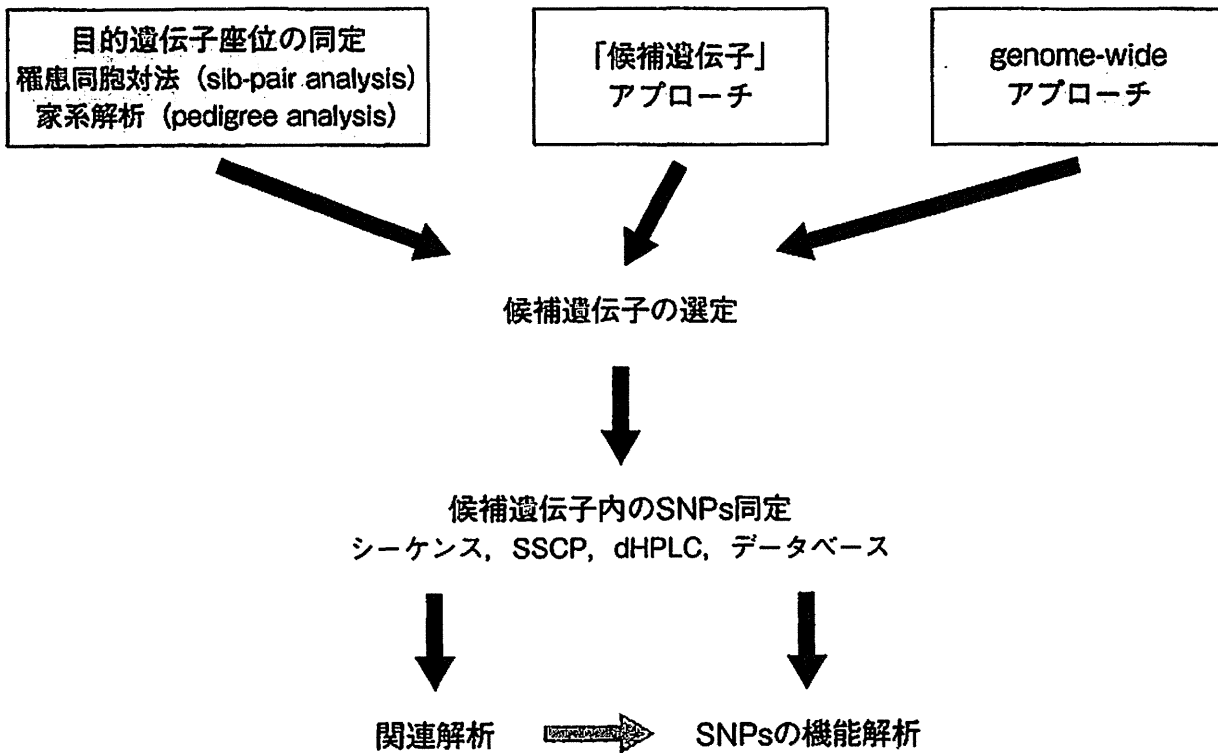 目的遺伝子座位の同定
罹患同胞対法（sib-pair analysis）
家系解析（pedigree analysis）
「候補遺伝子」
アプローチ
genome-wide
アプローチ
候補遺伝子の選定
候補遺伝子内のSNPs同定
シーケンス，SSCP，dHPLC，データベース
関連解析
SNPsの機能解析